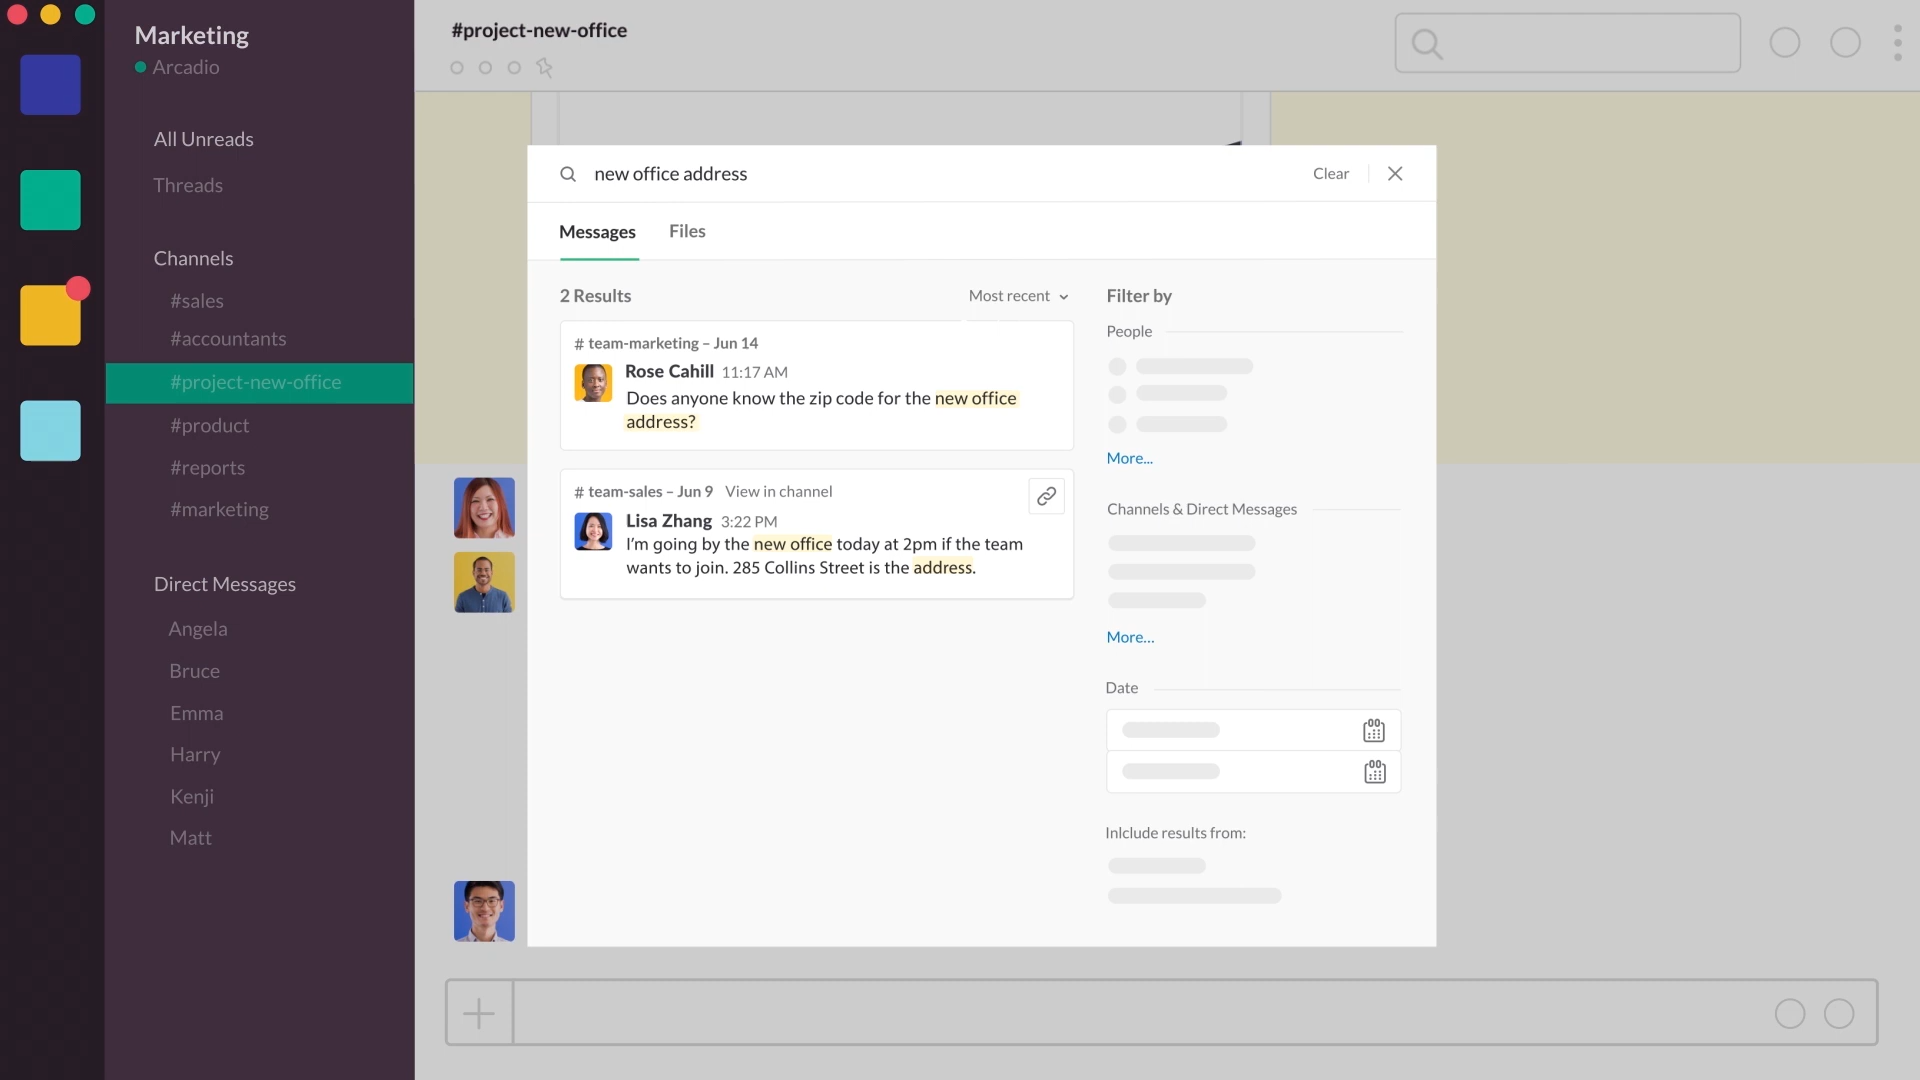 Marketing
Arcadio
All Unreads
Threads
Channels
#sales
#accountants
#project-new-office
#product
#reports
#marketing
Direct Messages
Angela
Bruce
Emma
Harry
Kenji
Matt
#project-new-office
new office address
Clear
Messages Files
2 Results
Most recent
# team-marketing – Jun 14
Rose Cahill 11:17 AM
Does anyone know the zip code for the new office
address?
# team-sales – Jun 9 View in channel
Lisa Zhang 3:22 PM
I’m going by the new office today at 2pm if the team
wants to join. 285 Collins Street is the address.
Filter by
People
More...
Channels & Direct Messages
More...
Date
Inlclude results from: